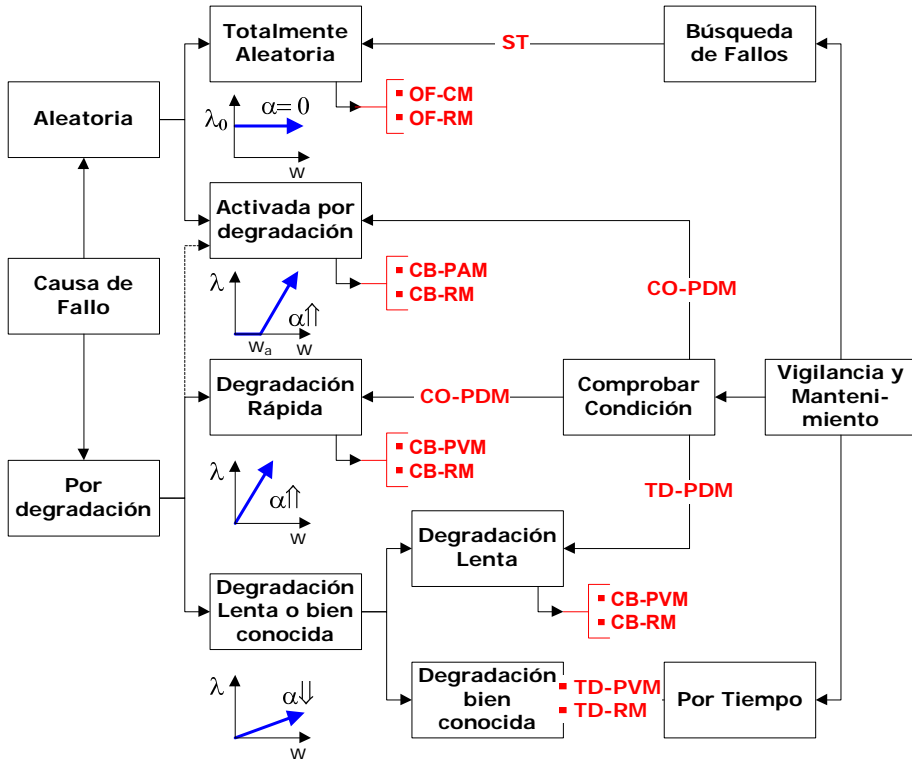 Totalmente
Aleatoria
ST
Búsqueda
de Fallos
▪ OF-CM
▪ OF-RM
Aleatoria
α= 0
λ0
w
Activada por
degradación
▪ CB-PAM
▪ CB-RM
CO-PDM
Causa de
Fallo
λ
α⇑
wa
w
Degradación
Rápida
CO-PDM
Comprobar
Condición
Vigilancia y
Manteni-
miento
▪ CB-PVM
▪ CB-RM
Por
degradación
λ
α⇑
w
TD-PDM
Degradación
Lenta
Degradación
Lenta o bien
conocida
▪ CB-PVM
▪ CB-RM
Degradación
bien
conocida
▪ TD-PVM
▪ TD-RM
Por Tiempo
λ
α⇓
w